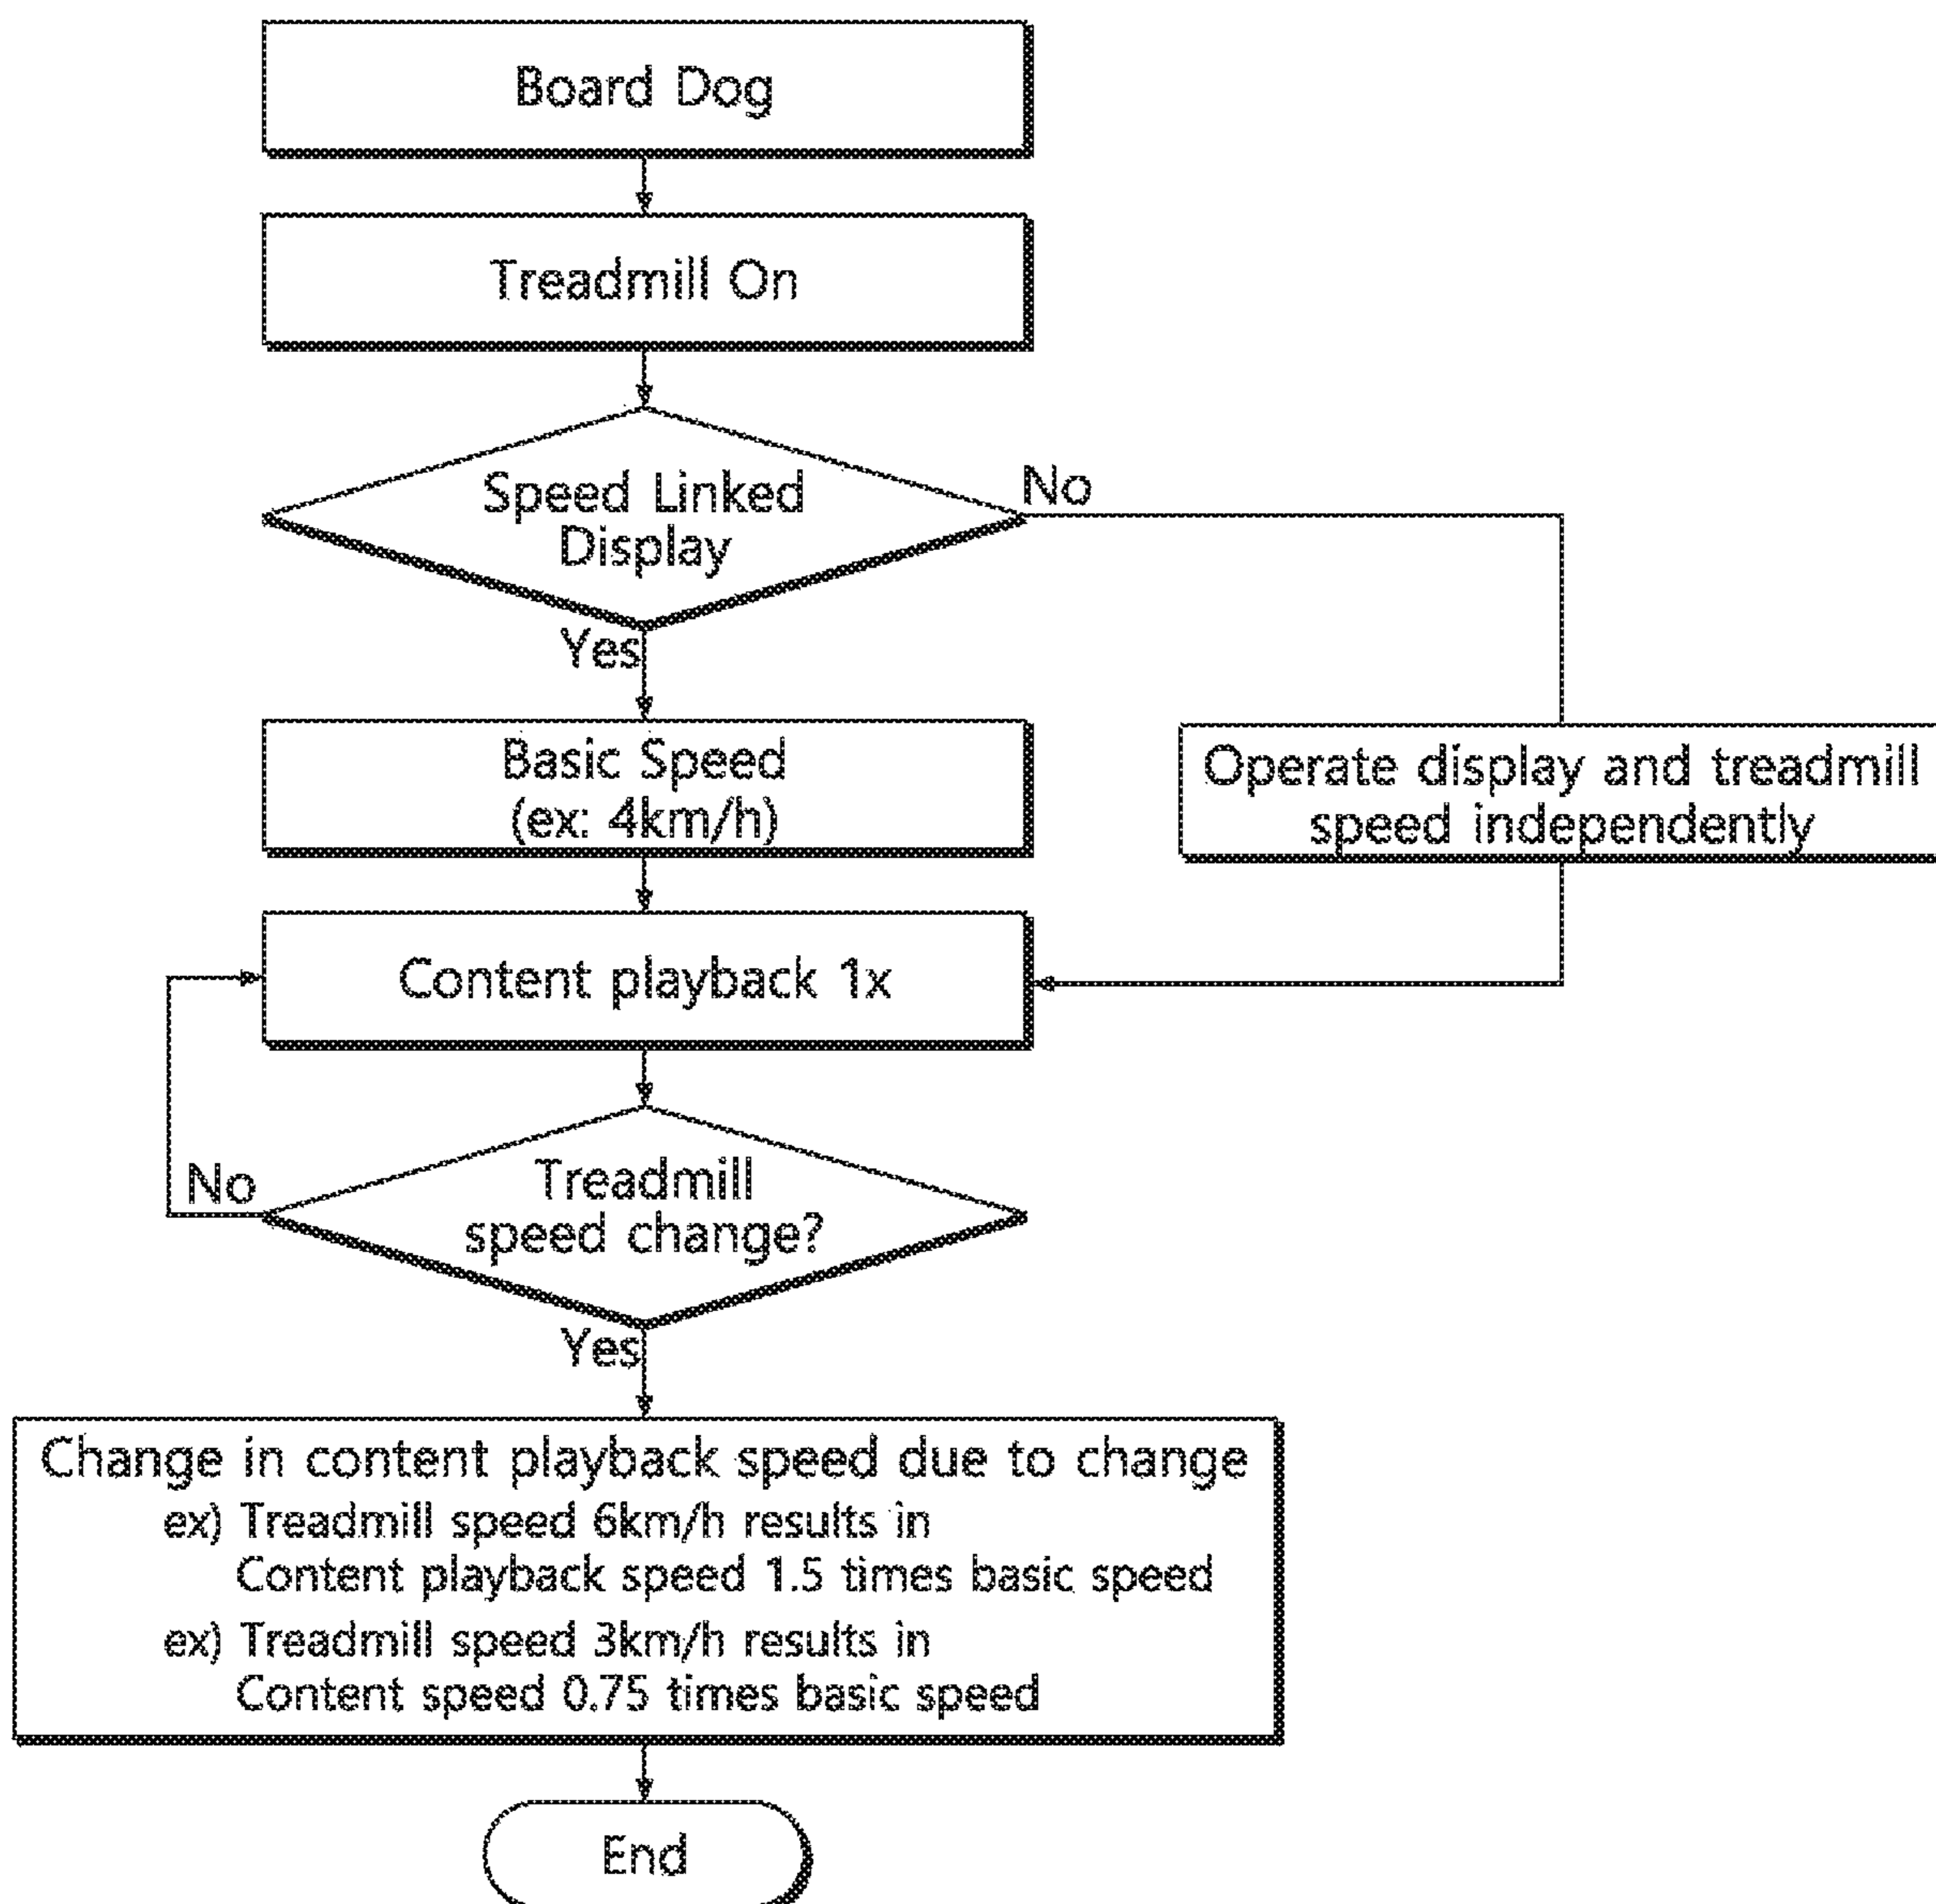 Board Dog
Treadmill On
Speed Linked
Display
No
Yes
Basic Speed
(ex: 4km/h)
Operate display and treadmill
speed independently
Content playback 1x
Treadmill
speed change?
No
Yes
Change in content playback speed due to change
ex) Treadmill speed 6km/h results in
Content playback speed 1.5 times basic speed
ex) Treadmill speed 3km/h results in
Content speed 0.75 times basic speed
End